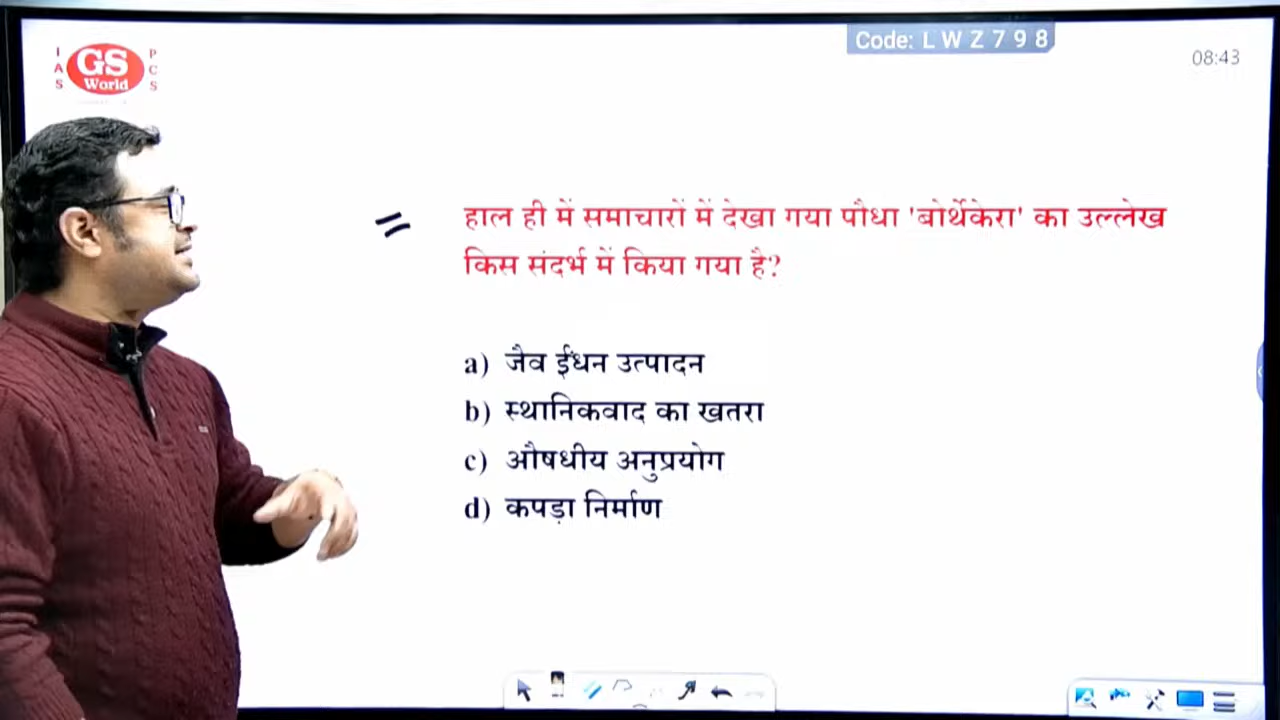 Code: L W Z 7 9 8
08:43
IAS
GS
World
PCS
हाल ही में समाचारों में देखा गया पौधा 'बोर्थेकेरा' का उल्लेख
किस संदर्भ में किया गया है?
a) जैव ईंधन उत्पादन
b) स्थानिकवाद का खतरा
c) औषधीय अनुप्रयोग
d) कपड़ा निर्माण